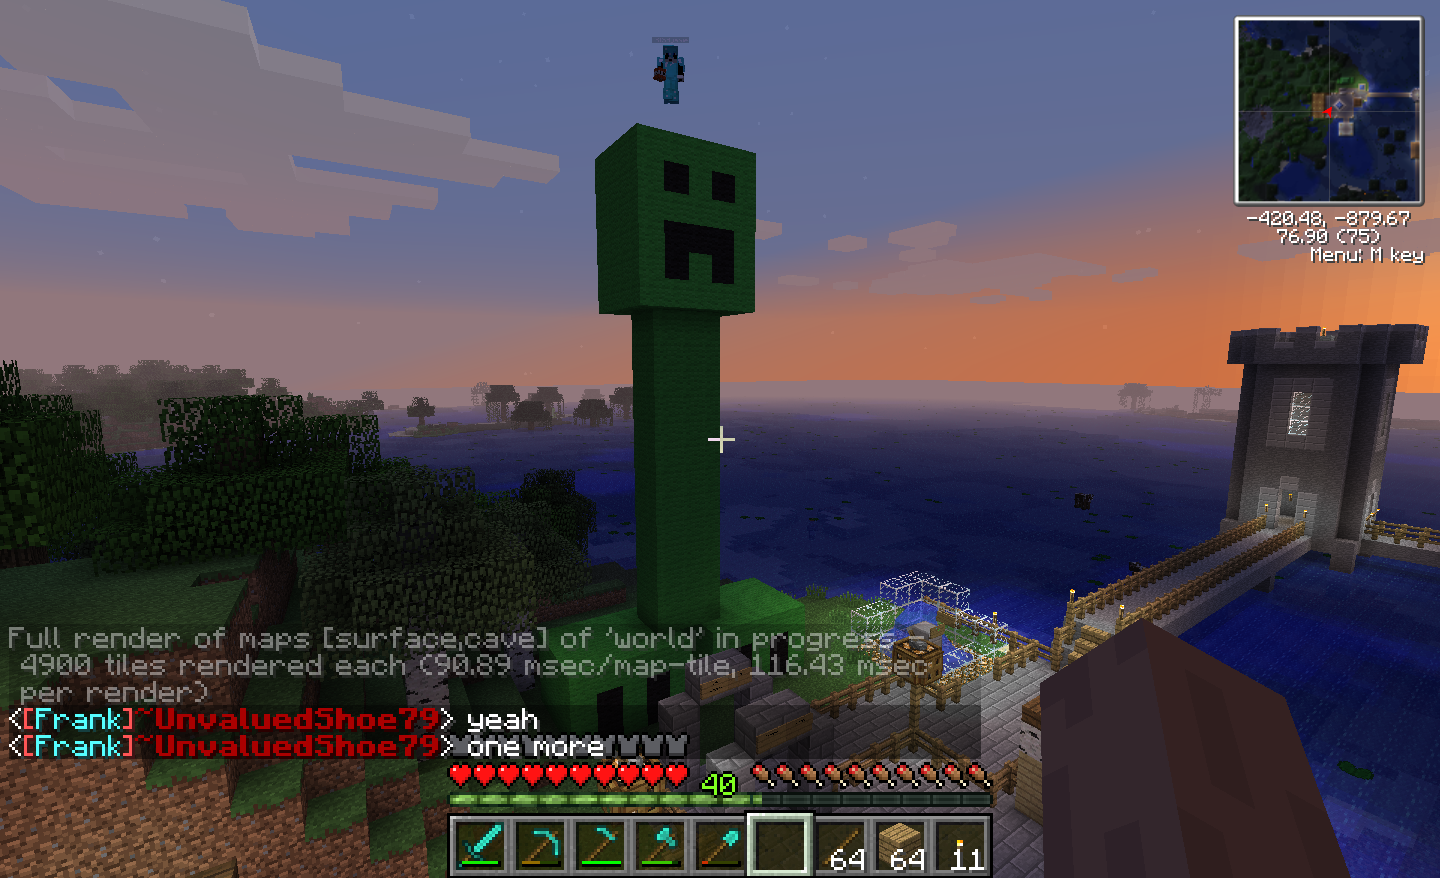 -420.48, -879.67
76.90 (75)
Menu: M key
Full render of maps [surface,cave] of 'world' in progress -
4900 tiles rendered each (90.89 msec/map-tile, 116.43 msec
per render)
<[Frank]~UnvaluedShoe79> yeah
<[Frank]~UnvaluedShoe79> one more
40
64 64 11